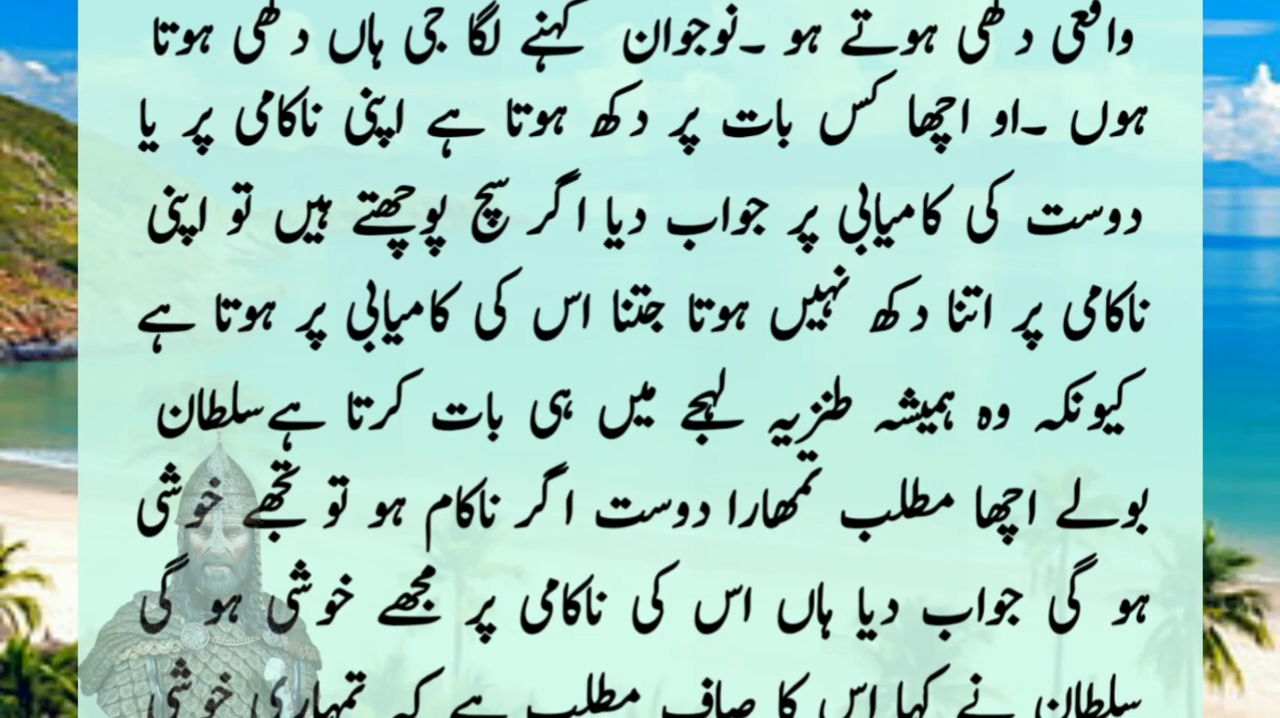 واقعی دکھی ہوتے ہو ۔نوجوان کہنے لگا جی ہاں دکھی ہوتا
ہوں ۔او اچھا کس بات پر دکھ ہوتا ہے اپنی ناکامی پر یا
دوست کی کامیابی پر جواب دیا اگر سچ پوچھتے ہیں تو اپنی
ناکامی پر اتنا دکھ نہیں ہوتا جتنا اس کی کامیابی پر ہوتا ہے
کیونکہ وہ ہمیشہ طنزیہ لہجے میں ہی بات کرتا ہےسلطان
بولے اچھا مطلب تمھارا دوست اگر ناکام ہو تو تجھے خوشی
ہو گی جواب دیا ہاں اس کی ناکامی پر مجھے خوشی ہو گی
سلطان نے کہا اس کا صاف مطلب ہے کہ تمہاری خوشی